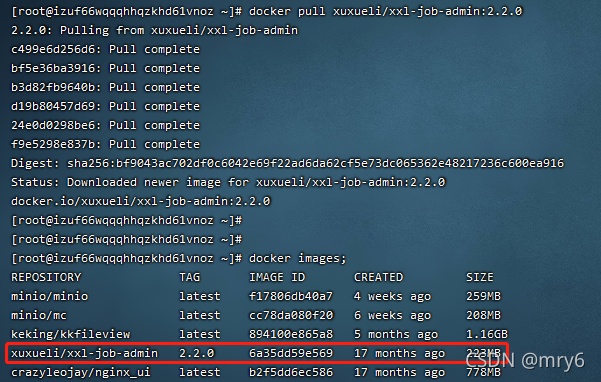 [root@izuf66wqqqhhqzkhd61vnoz ~]# docker pull xuxueli/xxl-job-admin:2.2.0
2.2.0: Pulling from xuxueli/xxl-job-admin
c499e6d256d6: Pull complete
bf5e36ba3916: Pull complete
b3d82fb9640b: Pull complete
d19b80457d69: Pull complete
24e0d0298be6: Pull complete
f9e5298e837b: Pull complete
Digest: sha256:bf9043ac702df0c6042e69f22ad6da62cf5e73dc065362e48217236c600ea916
Status: Downloaded newer image for xuxueli/xxl-job-admin:2.2.0
docker.io/xuxueli/xxl-job-admin:2.2.0
[root@izuf66wqqqhhqzkhd61vnoz ~]#
[root@izuf66wqqqhhqzkhd61vnoz ~]#
[root@izuf66wqqqhhqzkhd61vnoz ~]# docker images;
REPOSITORY TAG IMAGE ID CREATED SIZE
minio/minio latest f17806db40a7 4 weeks ago 259MB
minio/mc latest cc78da080f20 6 weeks ago 208MB
keking/kkfileview latest 894100e865a8 5 months ago 1.16GB
xuxueli/xxl-job-admin 2.2.0 6a35dd59e569 17 months ago 223MB
crazyleojay/nginx_ui latest b2f5dd6ec586 17 months ago 778MB
CSDN @mry6